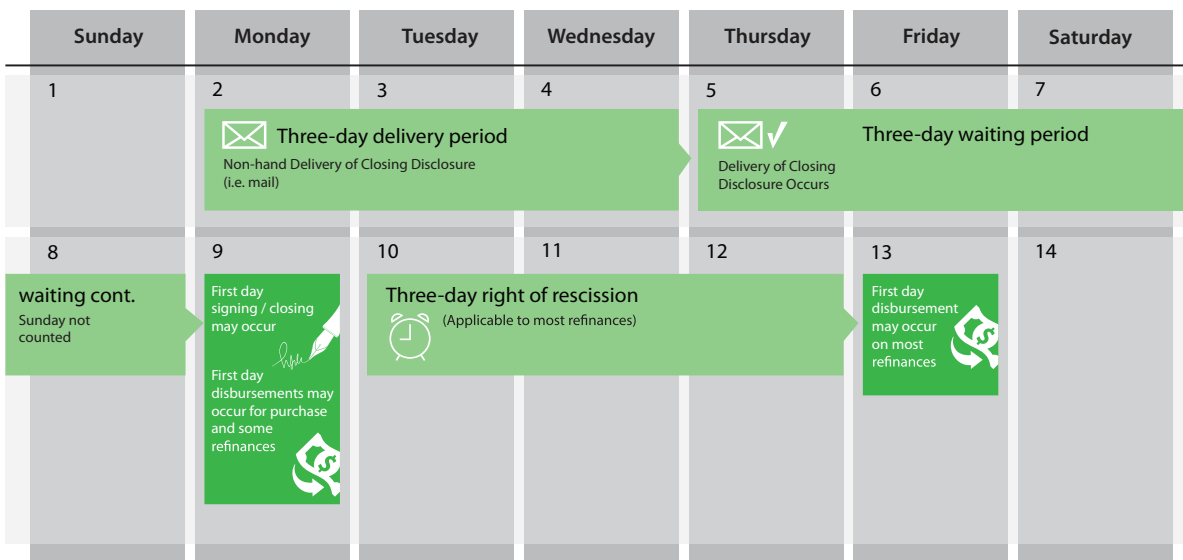 Sunday Monday Tuesday Wednesday Thursday Friday Saturday
1 2 3 4 5 6 7
Three-day delivery period
Non-hand Delivery of Closing Disclosure
(i.e. mail)
Three-day waiting period
Delivery of Closing
Disclosure Occurs
8 9 10 11 12 13 14
waiting cont.
Sunday not
counted
First day
signing / closing
may occur
First day
disbursements may
occur for purchase
and some
refinances
Three-day right of rescission
(Applicable to most refinances)
First day
disbursement
may occur
on most
refinances
$
$